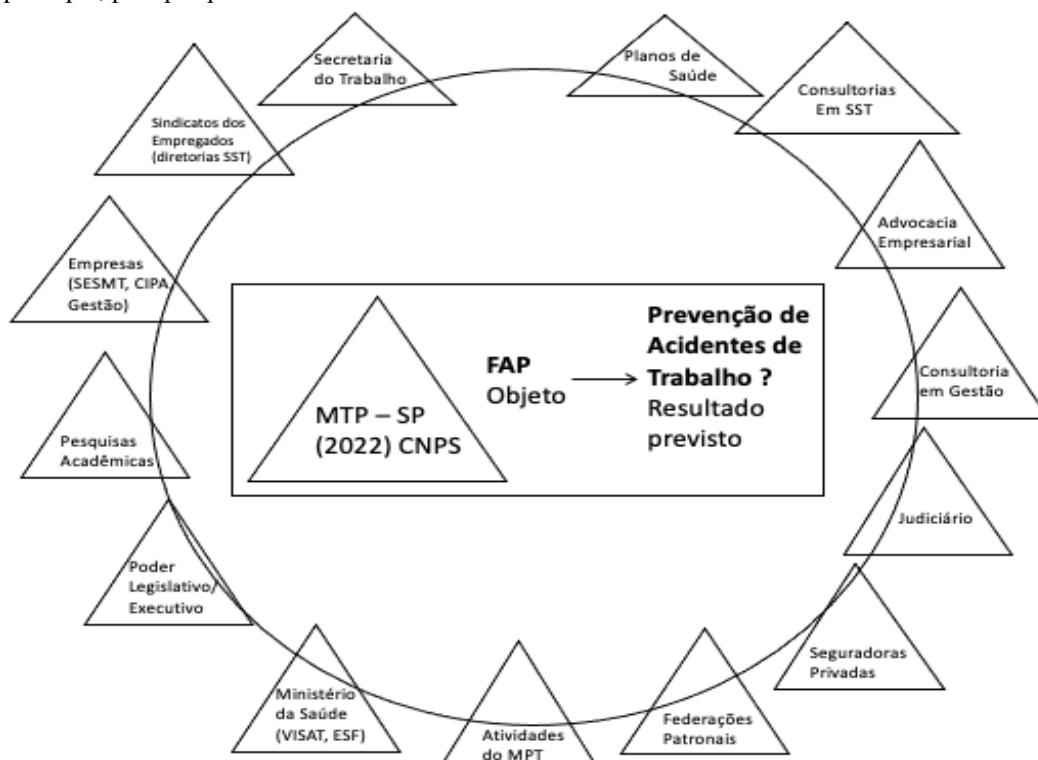 Secretaria
do Trabalho
Planos de
Saúde
Consultorias
Em SST
Sindicatos dos
Empregados
(diretorias SST)
Advocacia
Empresarial
Empresas
(SESMT, CIPA,
Gestão)
Prevenção de
Acidentes de
Trabalho ?
Resultado
previsto
FAP
Objeto
MTP – SP
(2022) CNPS
Consultoria
em Gestão
Pesquisas
Acadêmicas
Judiciário
Poder
Legislativo/
Executivo
Seguradoras
Privadas
Ministério
da Saúde
(VISAT, ESF)
Atividades
do MPT
Federações
Patronais